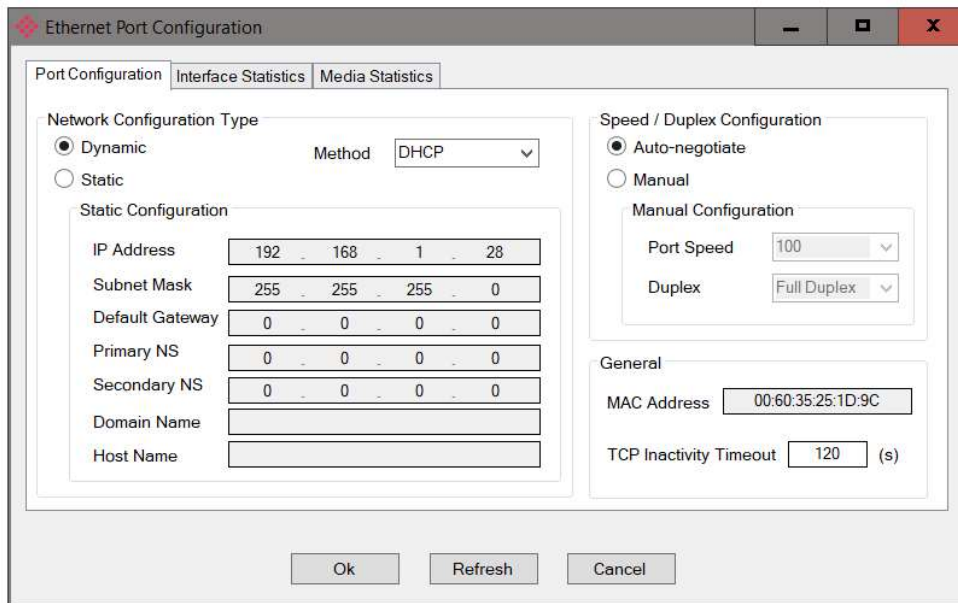 Ethernet Port Configuration
Port Configuration
Interface Statistics
Media Statistics
Network Configuration Type
Dynamic
Method
DHCP
Static
Static Configuration
IP Address
192 . 168 . 1 . 28
Subnet Mask
255 . 255 . 255 . 0
Default Gateway
0 . 0 . 0 . 0
Primary NS
0 . 0 . 0 . 0
Secondary NS
0 . 0 . 0 . 0
Domain Name
Host Name
Speed / Duplex Configuration
Auto-negotiate
Manual
Manual Configuration
Port Speed
100
Duplex
Full Duplex
General
MAC Address
00:60:35:25:1D:9C
TCP Inactivity Timeout
120
(s)
Ok
Refresh
Cancel